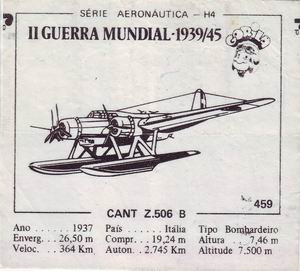 SÉRIE AERONÁUTICA - H4
II GUERRA MUNDIAL-1939/45
459
CANT Z.506 B
Ano ..... 1937 País ..... Itália Tipo Bombardeiro
Enverg. .. 26,50 m Compr. .. 19,24 m Altura .... 7,46 m
Veloc. .. 364 Km Auton. . 2.745 Km Altitude 7.500 m